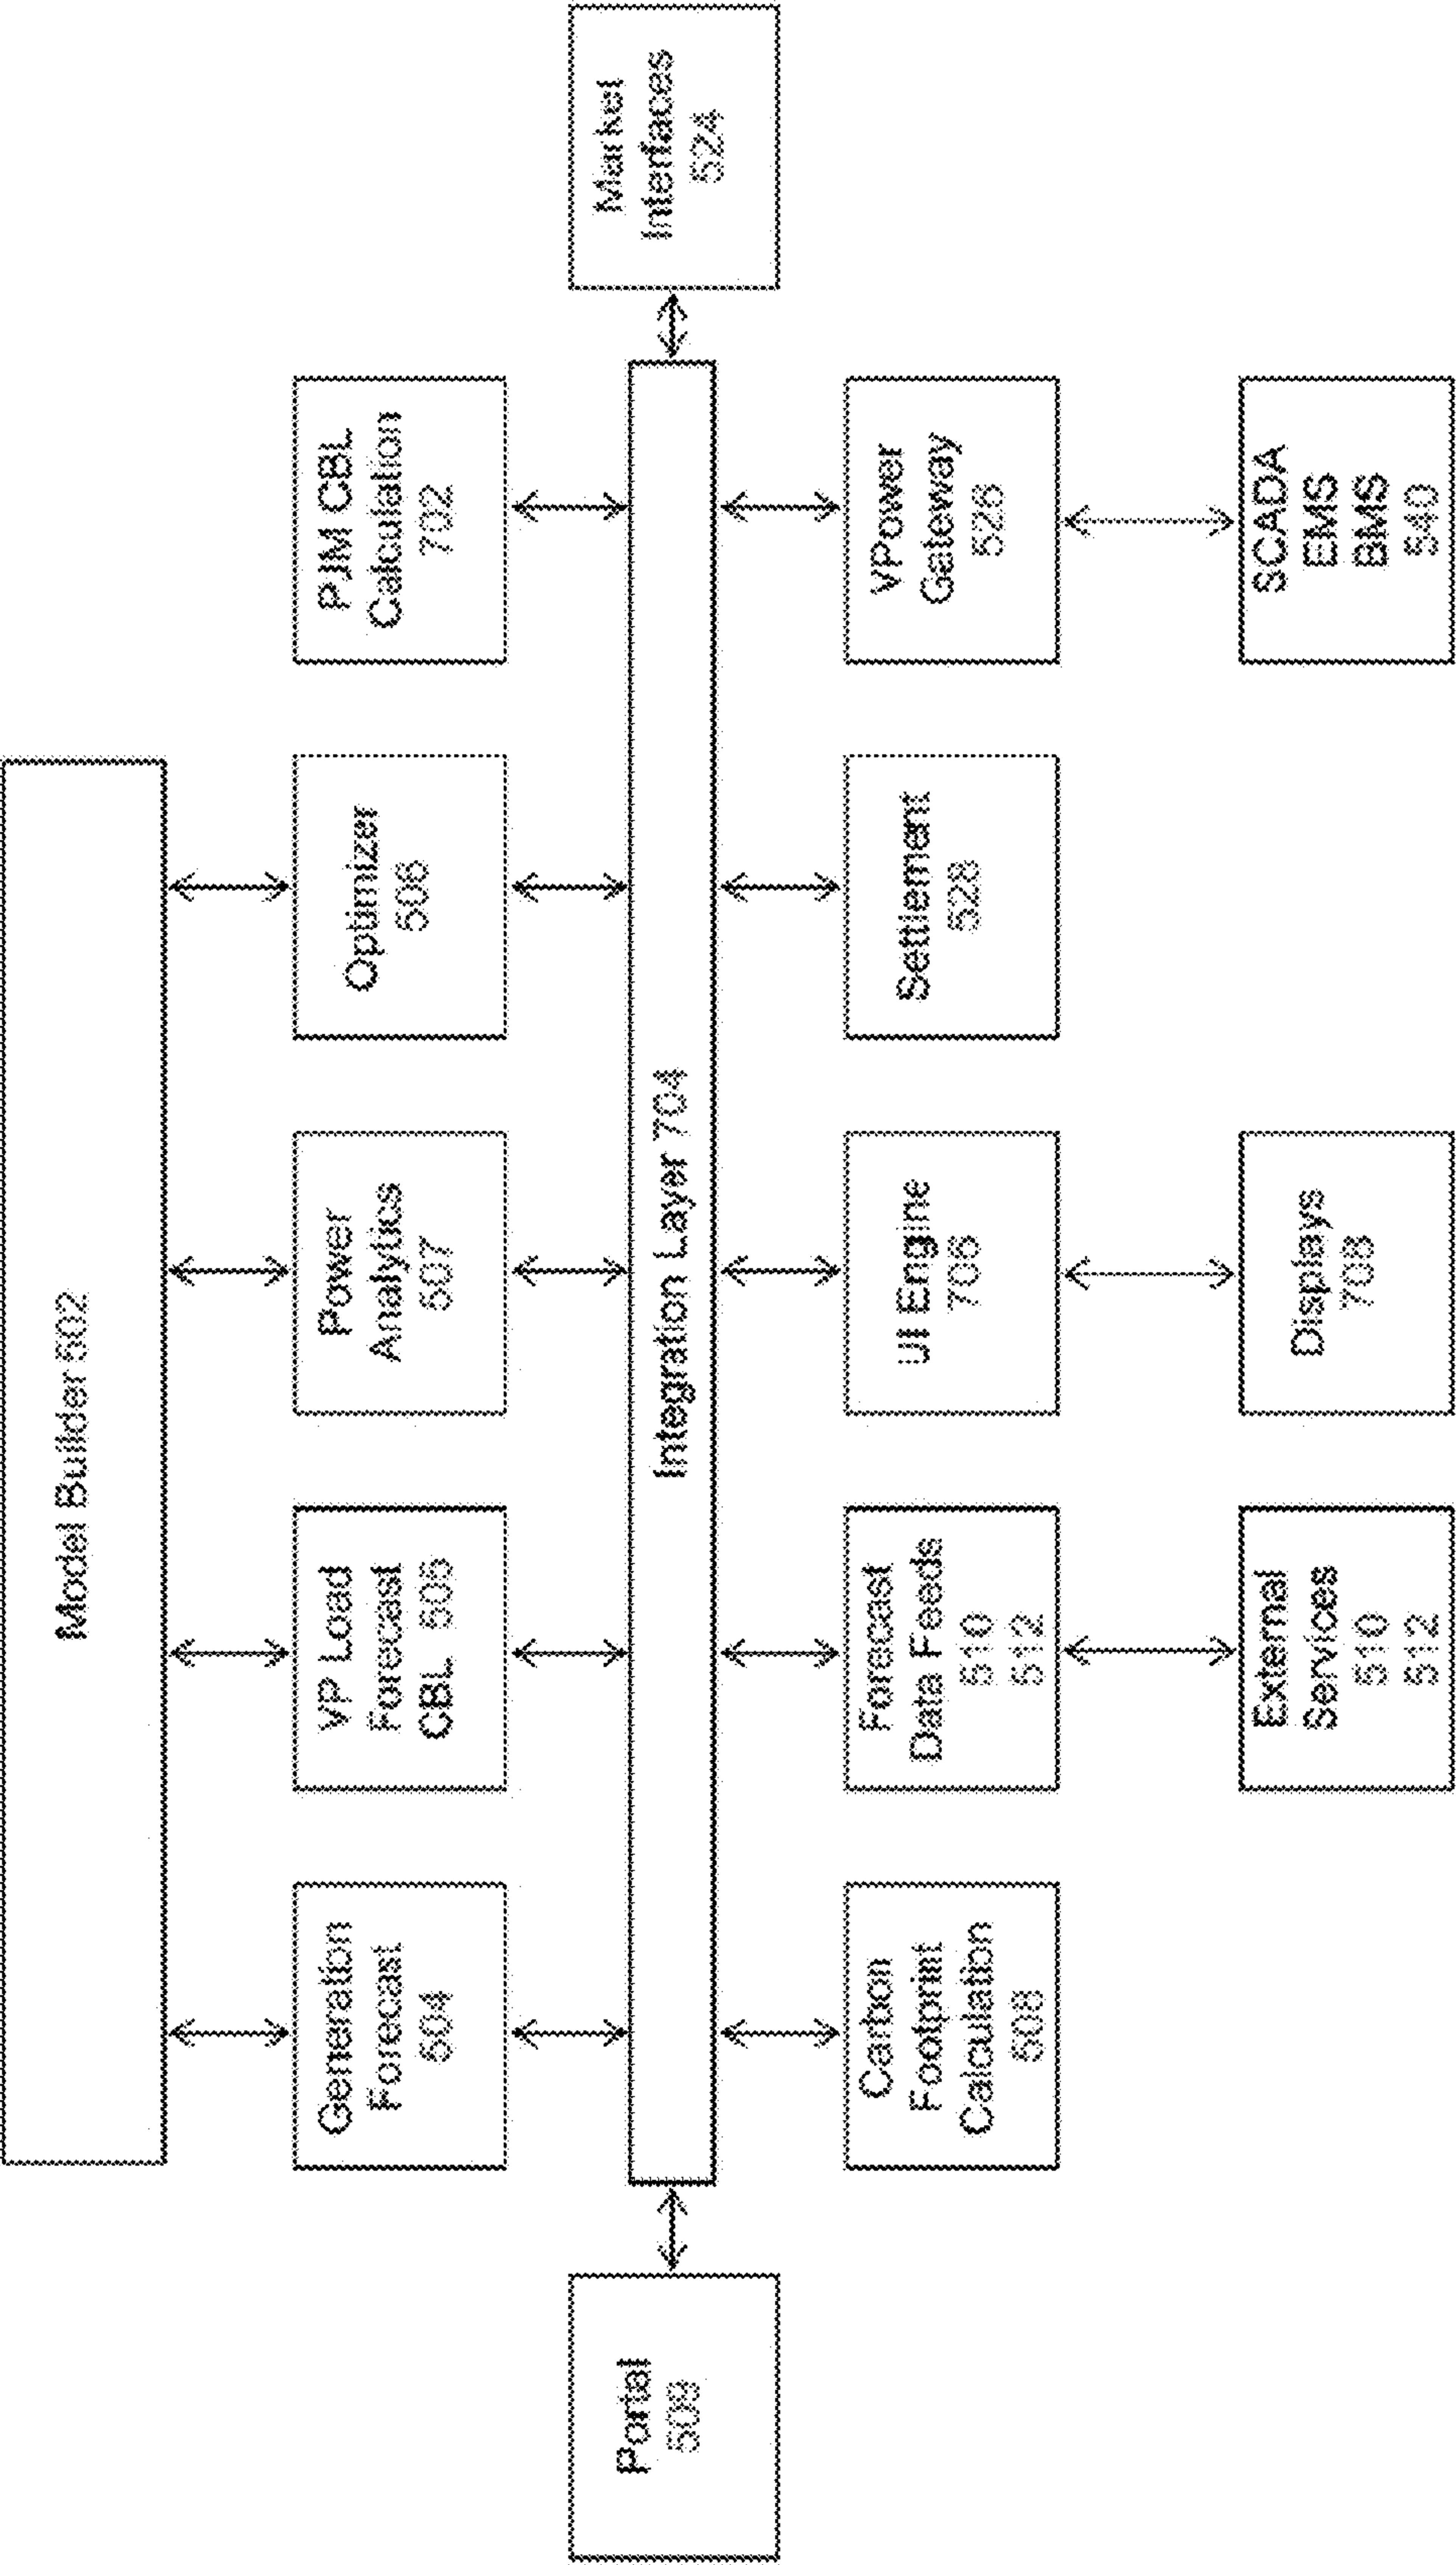 Model Builder 502
Generation
Forecast
504
VP Load
Forecast
CBL 505
Power
Analytics
507
Optimizer
506
PJM CBL
Calculation
702
Portal
509
Integration Layer 704
Market
Interfaces
524
Carbon
Footprint
Calculation
508
Forecast
Data Feeds
510
512
UI Engine
706
Settlement
528
VPower
Gateway
526
External
Services
510
512
Displays
708
SCADA
EMS
BMS
540